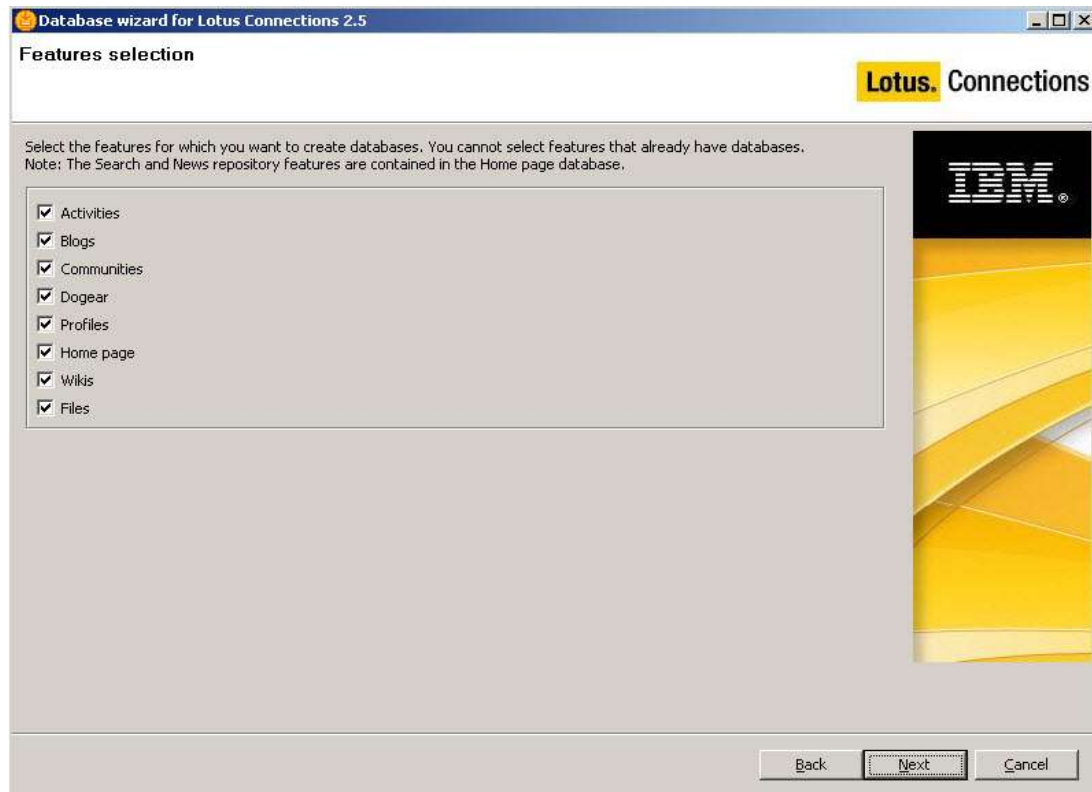 Database wizard for Lotus Connections 2.5
Features selection
Lotus. Connections
Select the features for which you want to create databases. You cannot select features that already have databases.
Note: The Search and News repository features are contained in the Home page database.
IBM®
Activities
Blogs
Communities
Dogear
Profiles
Home page
Wikis
Files
Back Next Cancel